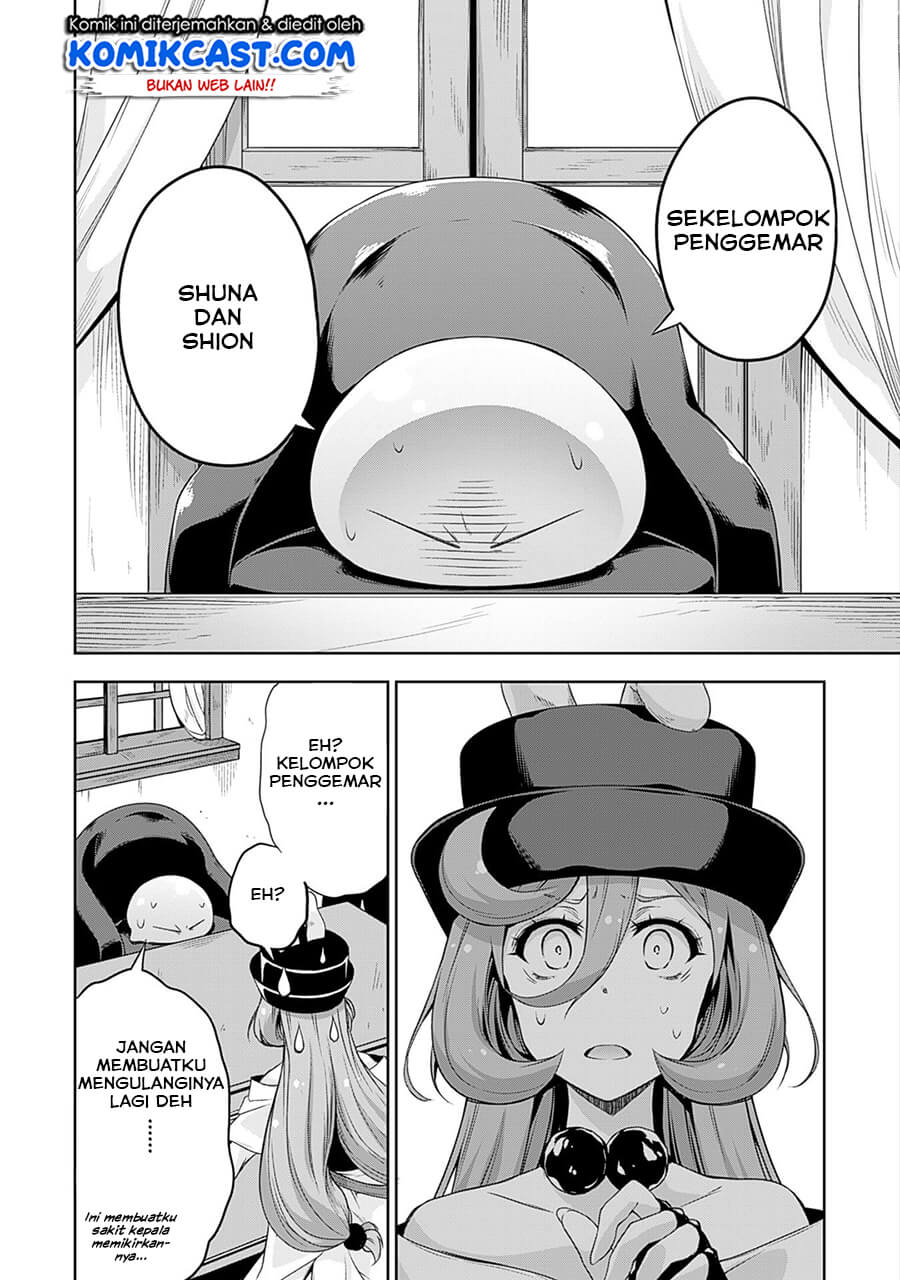 Komik ini diterjemahkan & diedit oleh
KOMIKCAST.COM
BUKAN WEB LAIN!!
SEKELOMPOK
PENGGEMAR
SHUNA
DAN
SHION
EH?
KELOMPOK
PENGGEMAR
...
EH?
JANGAN
MEMBUATKU
MENGULANGINYA
LAGI DEH
......
Ini membuatku
sakit kepala
memikirkan-
nya...